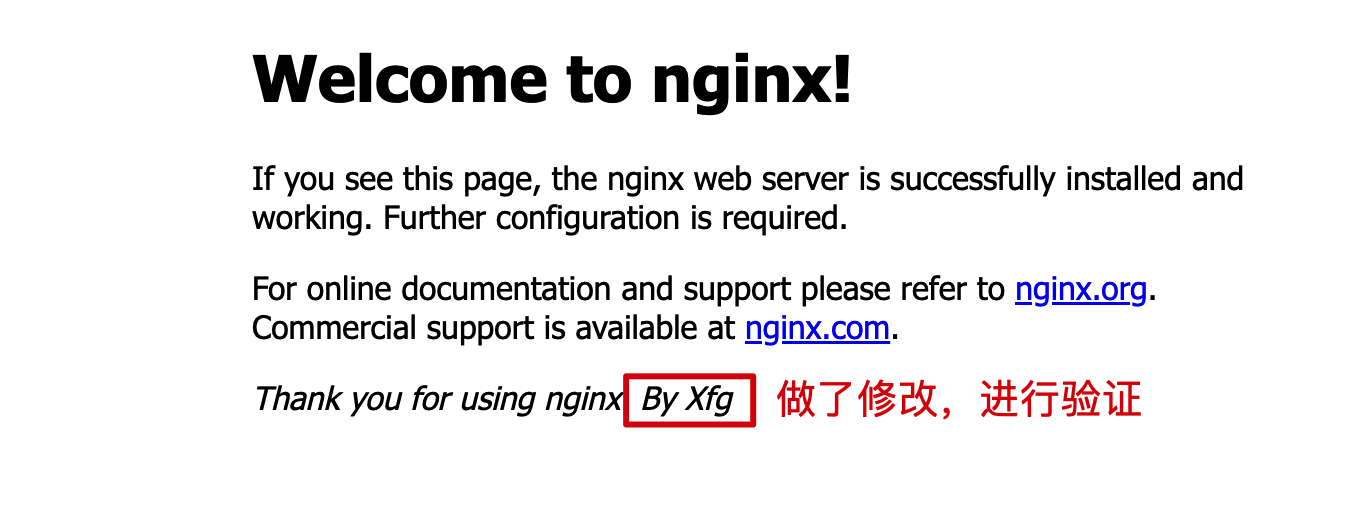 Welcome to nginx!
If you see this page, the nginx web server is successfully installed and
working. Further configuration is required.
For online documentation and support please refer to nginx.org.
Commercial support is available at nginx.com.
Thank you for using nginx By Xfg 做了修改，进行验证